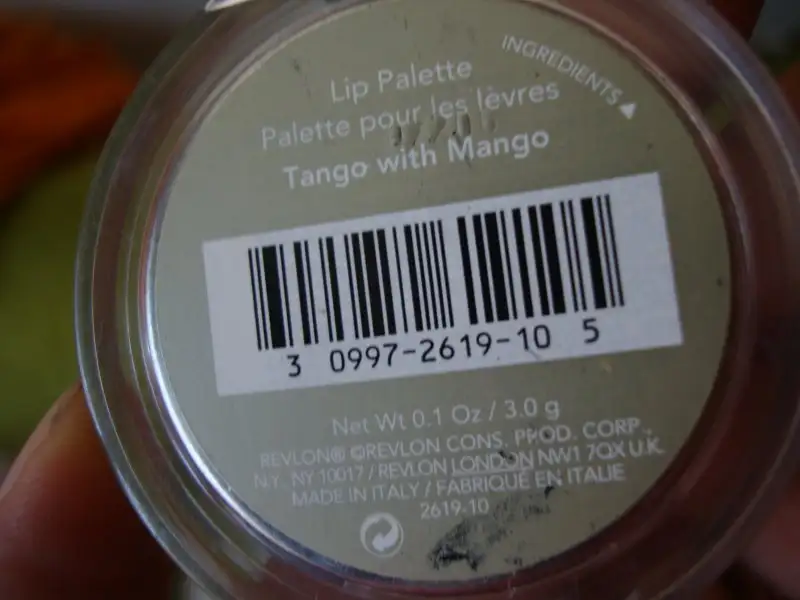 INGREDIENTS
Lip Palette
Palette pour les lèvres
Tango with Mango
3 0997-2619-10 5
Net Wt 0.1 Oz / 3.0 g
REVLON® ©REVLON CONS. PROD. CORP.,
N.Y. NY 10017 / REVLON LONDON NW1 7QX U.K.
MADE IN ITALY / FABRIQUÉ EN ITALIE
2619-10